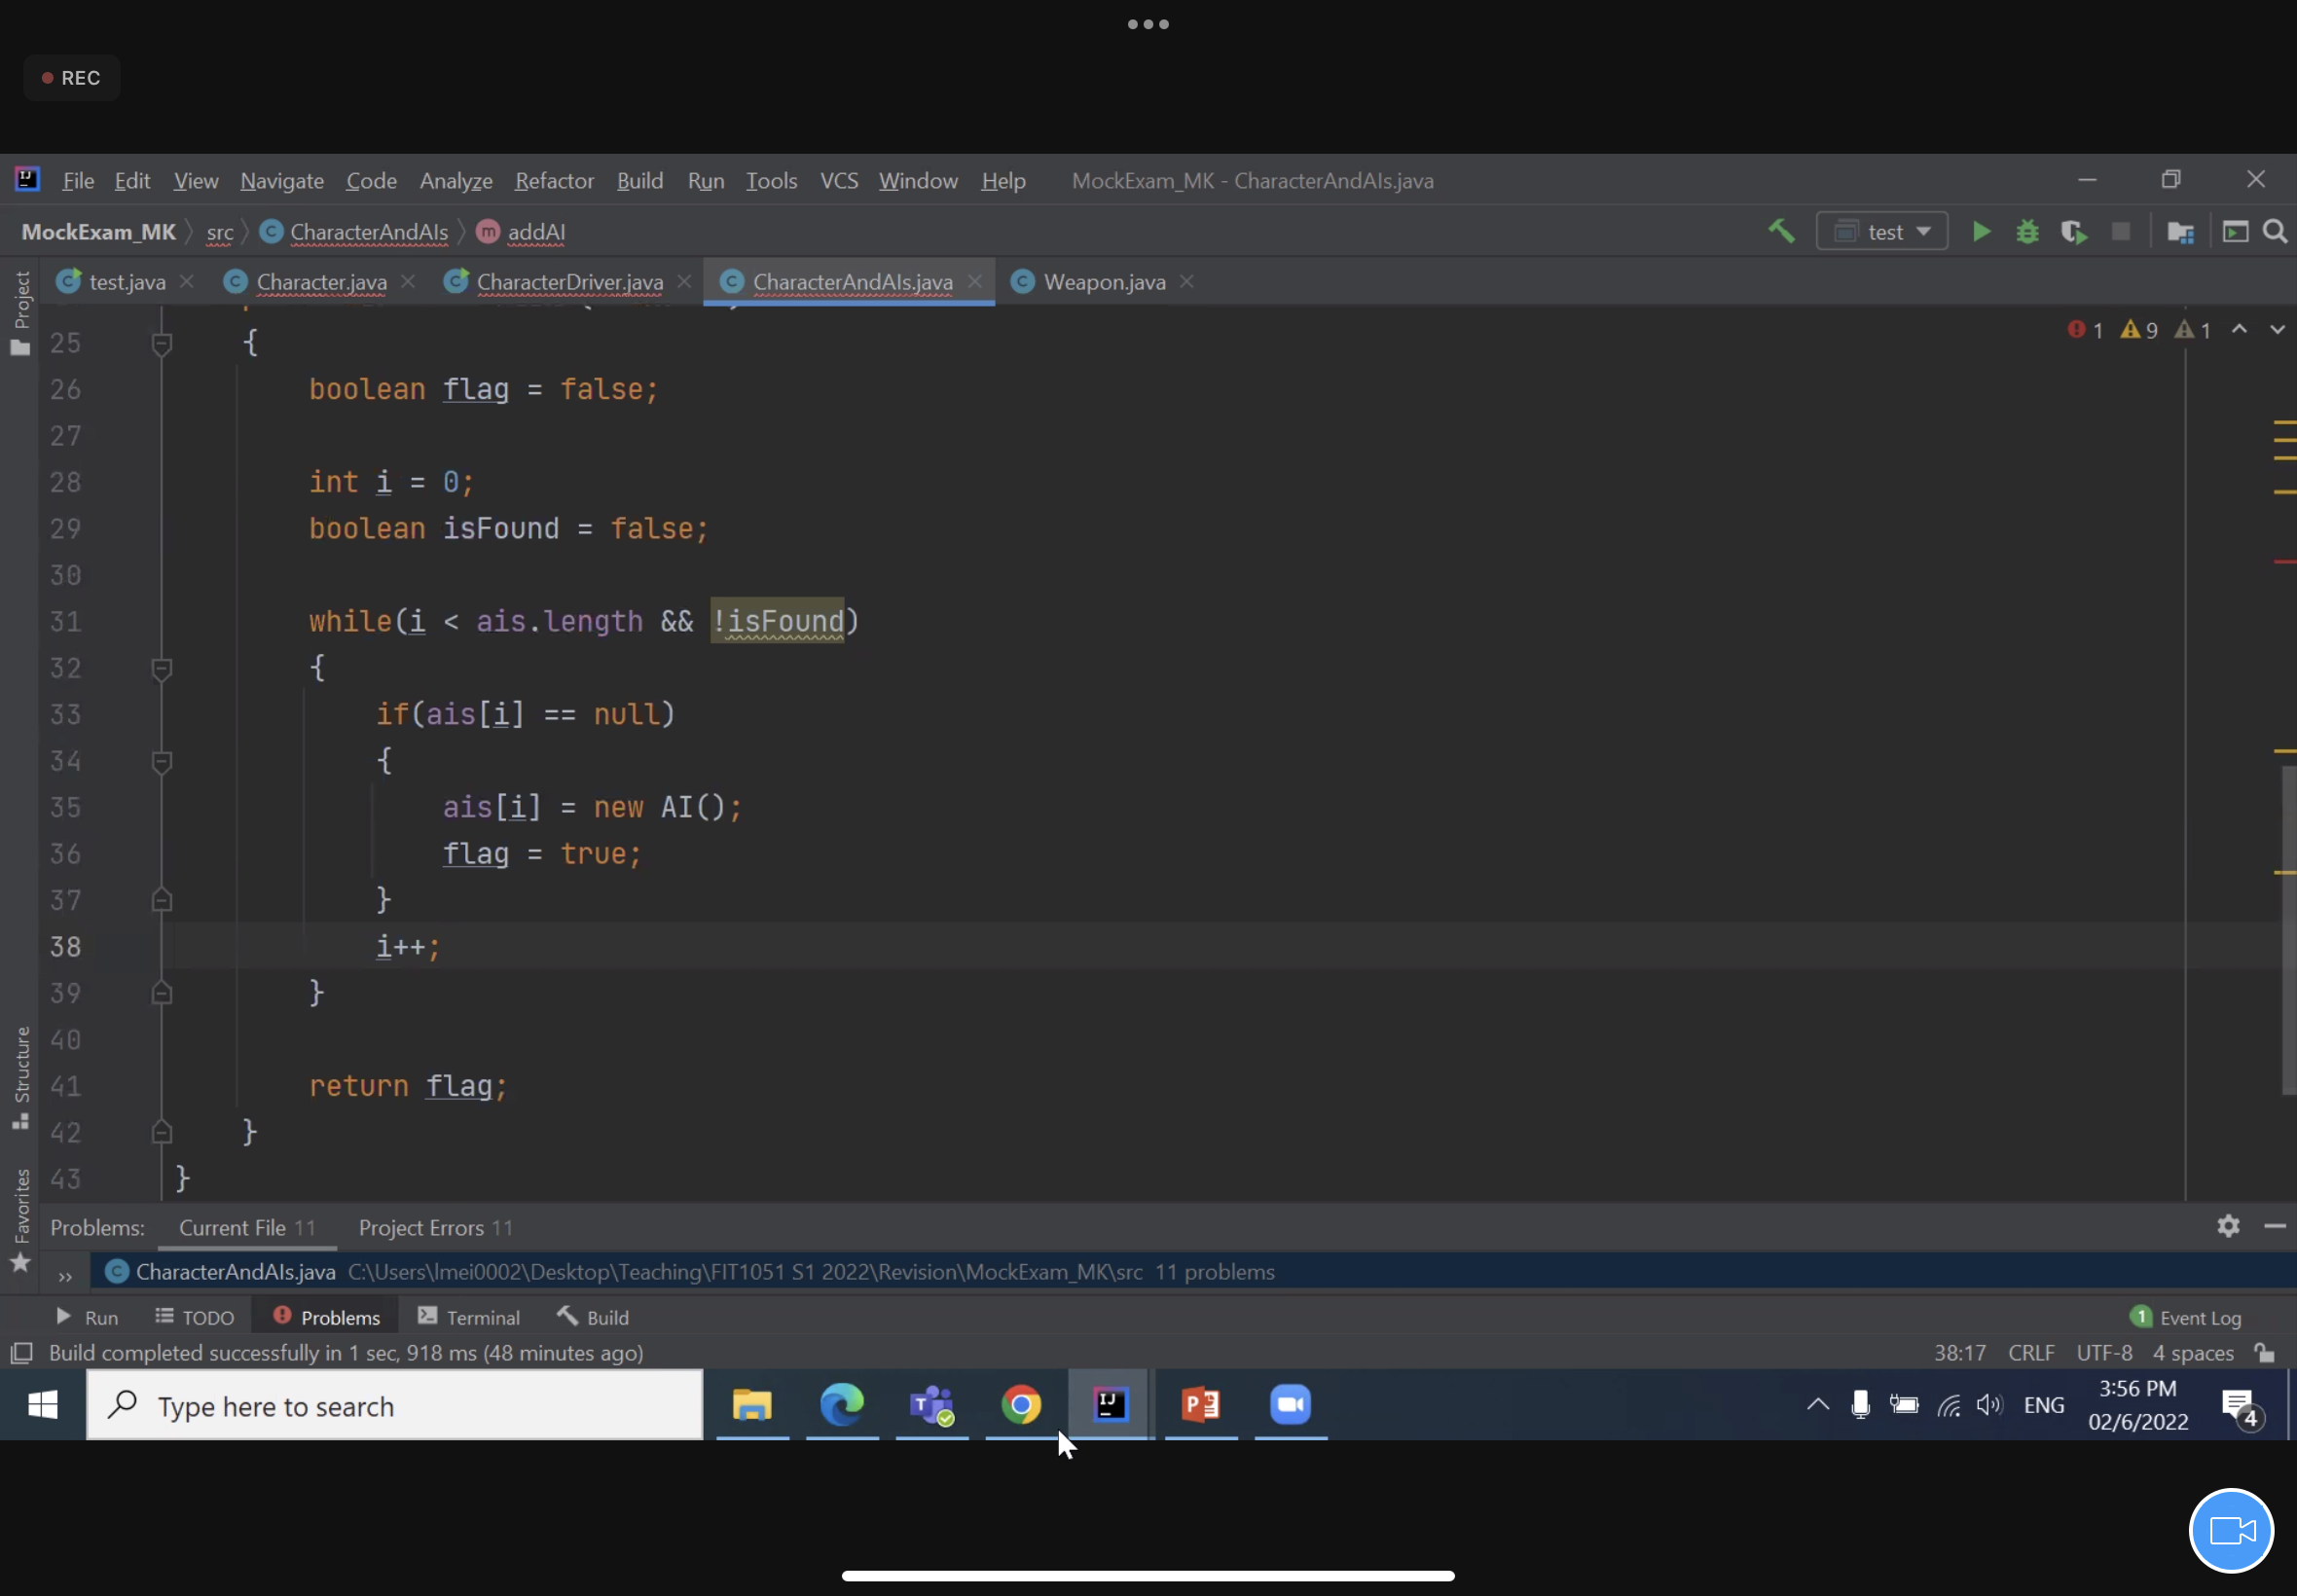 REC
File Edit View Navigate Code Analyze Refactor Build Run Tools VCS Window Help MockExam_MK - CharacterAndAIs.java
MockExam_MK src CharacterAndAIs addAI test
test.java Character.java CharacterDriver.java CharacterAndAIs.java Weapon.java
Project
1 9 1
25 {
26 boolean flag = false;
27
28 int i = 0;
29 boolean isFound = false;
30
31 while(i < ais.length && !isFound)
32 {
33 if(ais[i] == null)
34 {
35 ais[i] = new AI();
36 flag = true;
37 }
38 i++;
39 }
40
41 return flag;
42 }
43 }
Structure
Favorites
Problems: Current File 11 Project Errors 11
» CharacterAndAIs.java C:\Users\lmei0002\Desktop\Teaching\FIT1051 S1 2022\Revision\MockExam_MK\src 11 problems
Run TODO Problems Terminal Build 1 Event Log
Build completed successfully in 1 sec, 918 ms (48 minutes ago) 38:17 CRLF UTF-8 4 spaces
Type here to search ENG 3:56 PM
02/6/2022 4